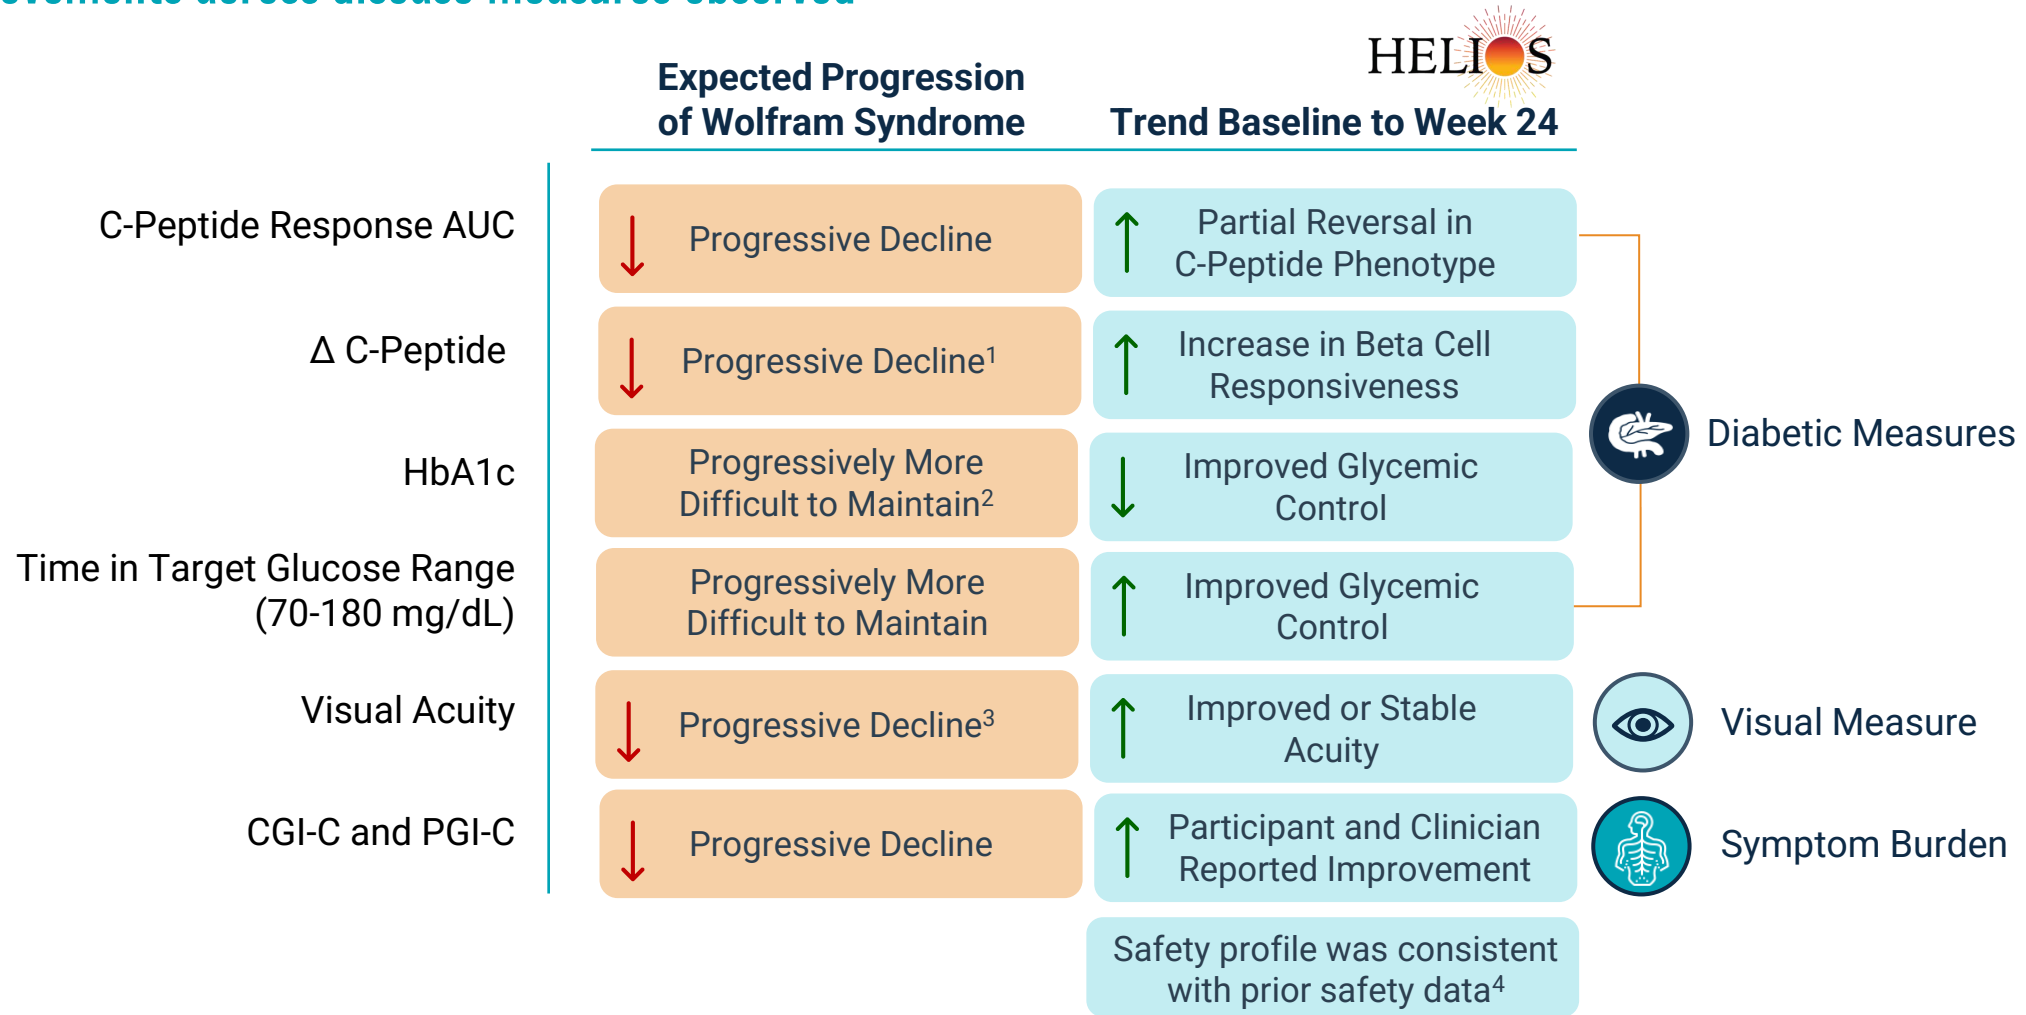 HELIOS
Expected Progression
of Wolfram Syndrome
Trend Baseline to Week 24
C-Peptide Response AUC
Progressive Decline
Partial Reversal in
C-Peptide Phenotype
Δ C-Peptide
Progressive Decline¹
Increase in Beta Cell
Responsiveness
HbA1c
Progressively More
Difficult to Maintain²
Improved Glycemic
Control
Diabetic Measures
Time in Target Glucose Range
(70-180 mg/dL)
Progressively More
Difficult to Maintain
Improved Glycemic
Control
Visual Acuity
Progressive Decline³
Improved or Stable
Acuity
Visual Measure
CGI-C and PGI-C
Progressive Decline
Participant and Clinician
Reported Improvement
Symptom Burden
Safety profile was consistent
with prior safety data⁴